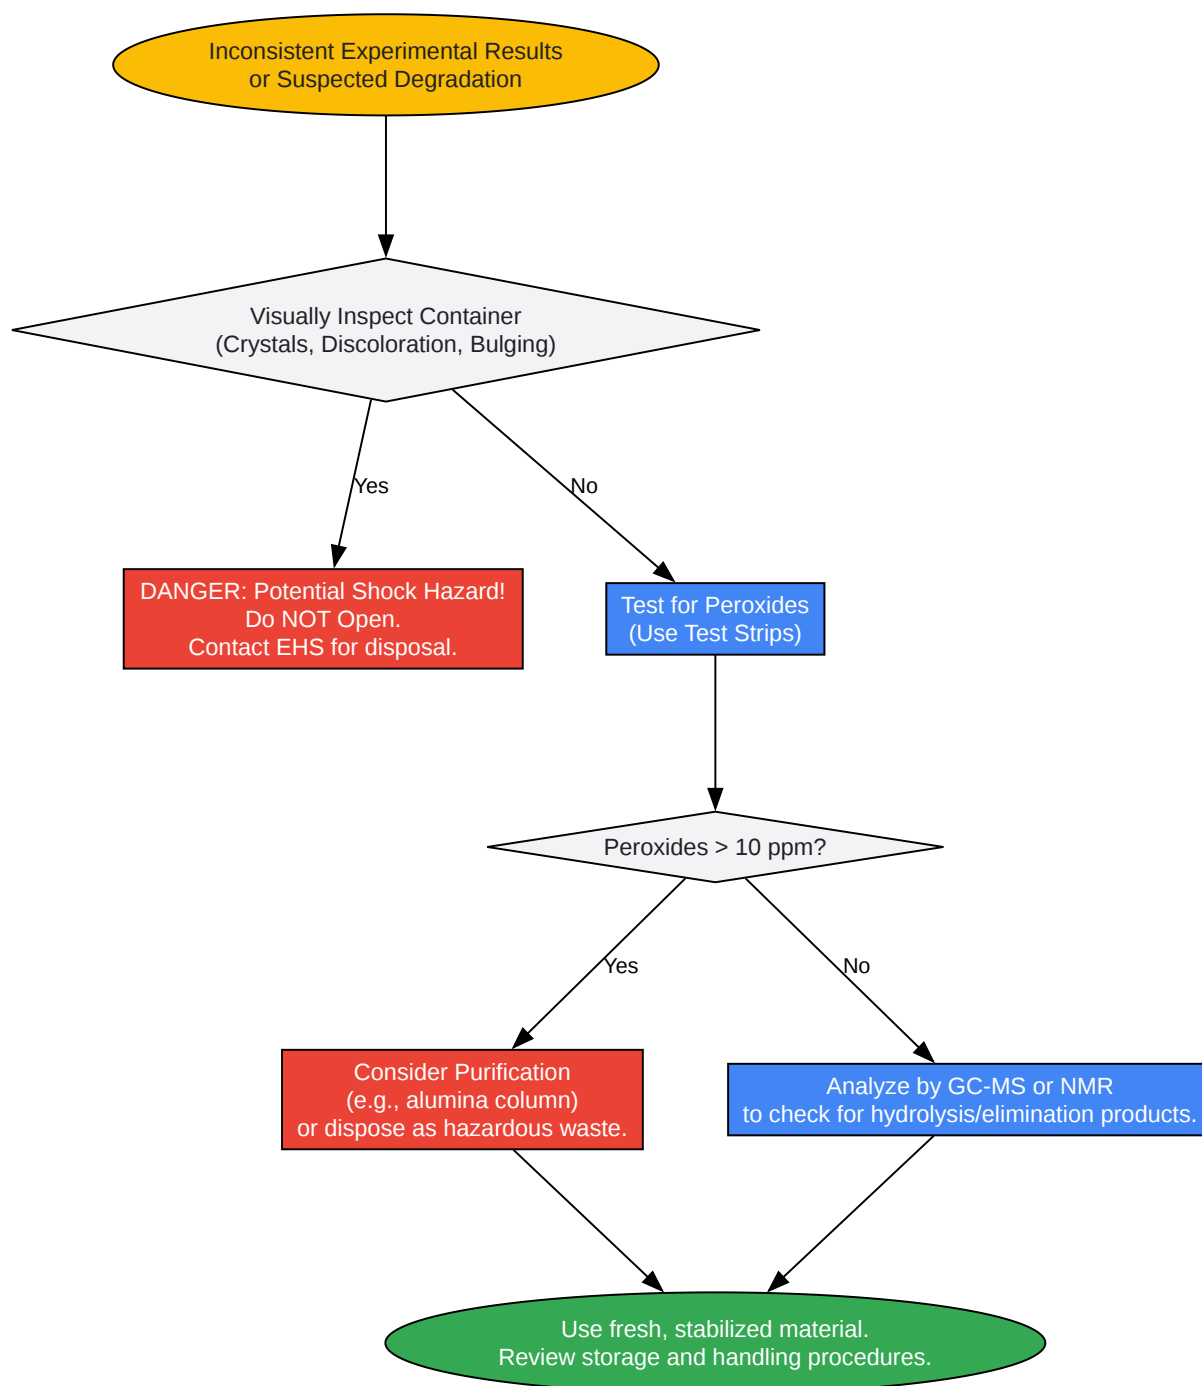 Inconsistent Experimental Results
or Suspected Degradation
Visually Inspect Container
(Crystals, Discoloration, Bulging)
Yes
No
DANGER: Potential Shock Hazard!
Do NOT Open.
Contact EHS for disposal.
Test for Peroxides
(Use Test Strips)
Peroxides > 10 ppm?
Yes
No
Consider Purification
(e.g., alumina column)
or dispose as hazardous waste.
Analyze by GC-MS or NMR
to check for hydrolysis/elimination products.
Use fresh, stabilized material.
Review storage and handling procedures.